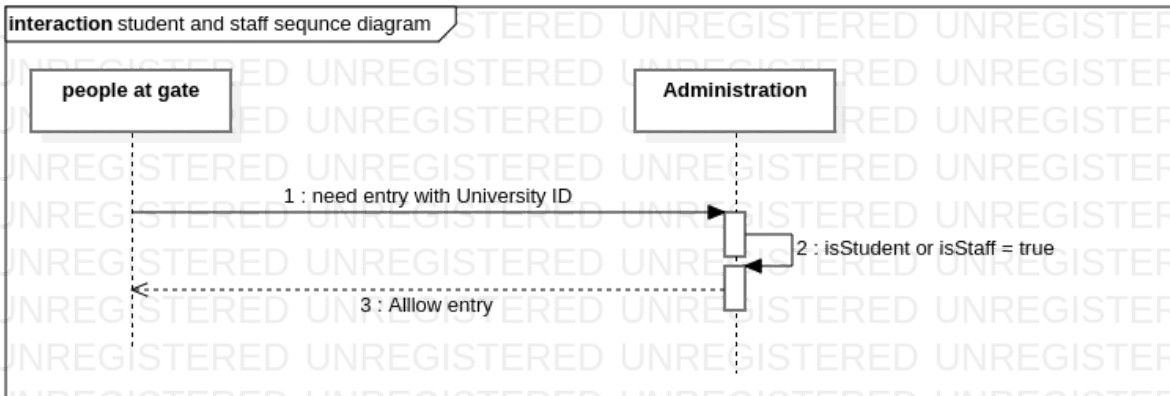 interaction student and staff sequnce diagram
people at gate
Administration
1 : need entry with University ID
2 : isStudent or isStaff = true
3 : Alllow entry
UNREGISTERED